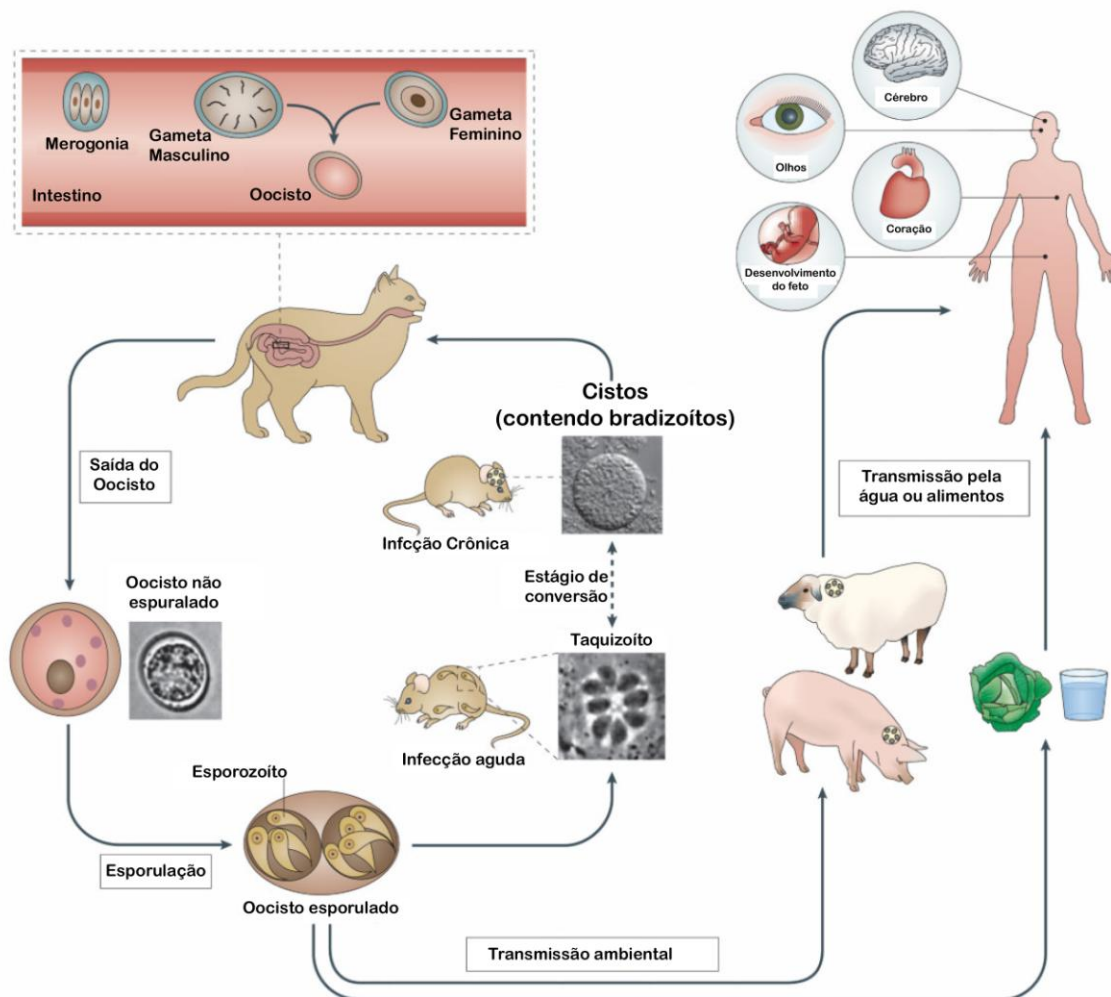 Merogonia
Gameta
Masculino
Gameta
Feminino
Intestino
Oocisto
Cérebro
Olhos
Coração
Desenvolvimento
do feto
Cistos
(contendo bradizoítos)
Saída do
Oocisto
Infcção Crônica
Transmissão pela
água ou alimentos
Oocisto não
espuralado
Estágio de
conversão
Taquizoíto
Infecção aguda
Esporozoíto
Esporulação
Oocisto esporulado
Transmissão ambiental